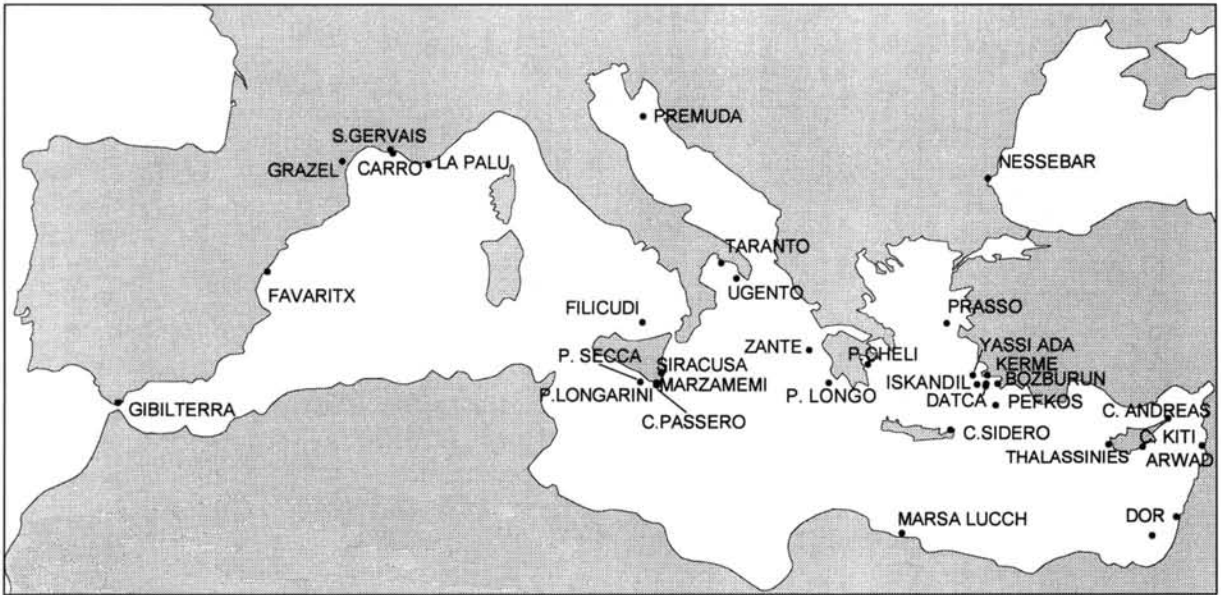 PREMUDA
S.GERVAIS
GRAZEL
CARRO
LA PALU
NESSEBAR
TARANTO
FAVARITX
UGENTO
FILICUDI
PRASSO
ZANTE
P.CHELI
YASSI ADA
P. SECCA
SIRACUSA
KERME
P.LONGARINI
MARZAMEMI
P. LONGO
ISKANDIL
BOZBURUN
DATCA
PEFKOS
GIBILTERRA
C.PASSERO
C. ANDREAS
C.SIDERO
C. KITI
THALASSINIES
ARWAD
MARSA LUCCH
DOR